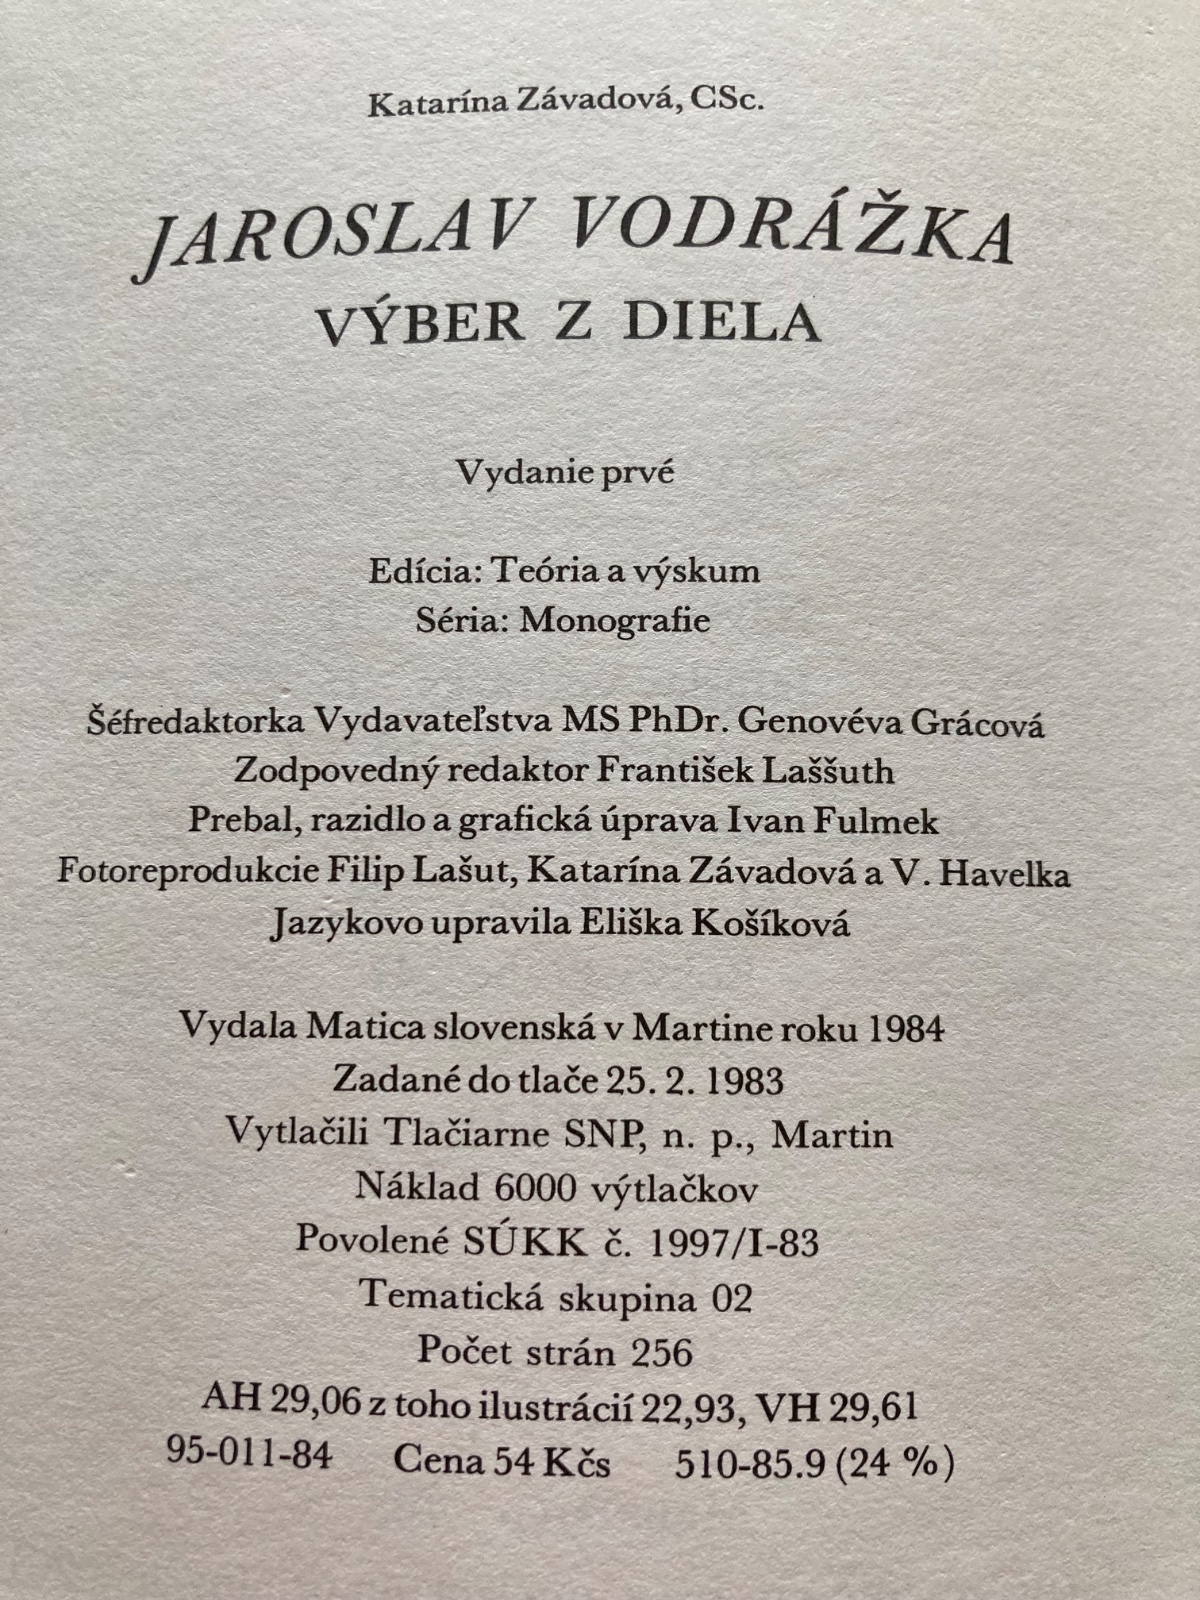 Katarína Závadová, CSc.
JAROSLAV VODRÁŽKA
VÝBER Z DIELA
Vydanie prvé
Edícia: Teória a výskum
Séria: Monografie
Šéfredaktorka Vydavateľstva MS PhDr. Genovéva Grácová
Zodpovedný redaktor František Laššuth
Prebal, razidlo a grafická úprava Ivan Fulmek
Fotoreprodukcie Filip Lašut, Katarína Závadová a V. Havelka
Jazykovo upravila Eliška Košíková
Vydala Matica slovenská v Martine roku 1984
Zadané do tlače 25. 2. 1983
Vytlačili Tlačiarne SNP, n. p., Martin
Náklad 6000 výtlačkov
Povolené SÚKK č. 1997/I-83
Tematická skupina 02
Počet strán 256
AH 29,06 z toho ilustrácií 22,93, VH 29,61
95-011-84 Cena 54 Kčs 510-85.9 (24 %)